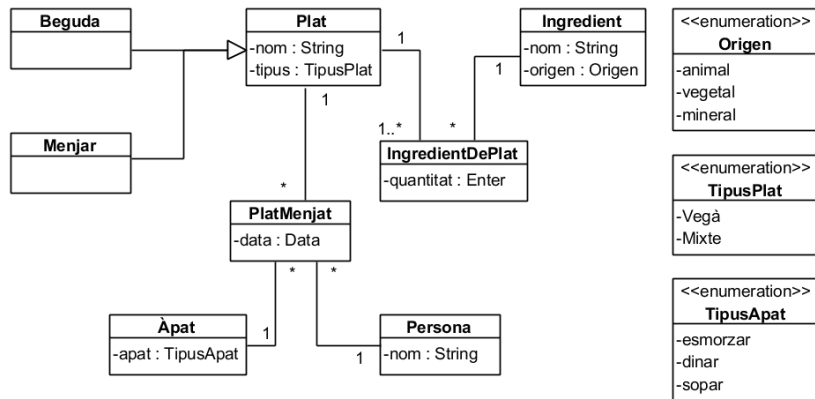 Beguda
Menjar
Plat
-nom : String
-tipus : TipusPlat
1
1
1..*
*
1
*
Ingredient
-nom : String
-origen : Origen
IngredientDePlat
-quantitat : Enter
PlatMenjat
-data : Data
*
*
1
1
Àpat
-apat : TipusApat
Persona
-nom : String
<<enumeration>>
Origen
-animal
-vegetal
-mineral
<<enumeration>>
TipusPlat
-Vegà
-Mixte
<<enumeration>>
TipusApat
-esmorzar
-dinar
-sopar